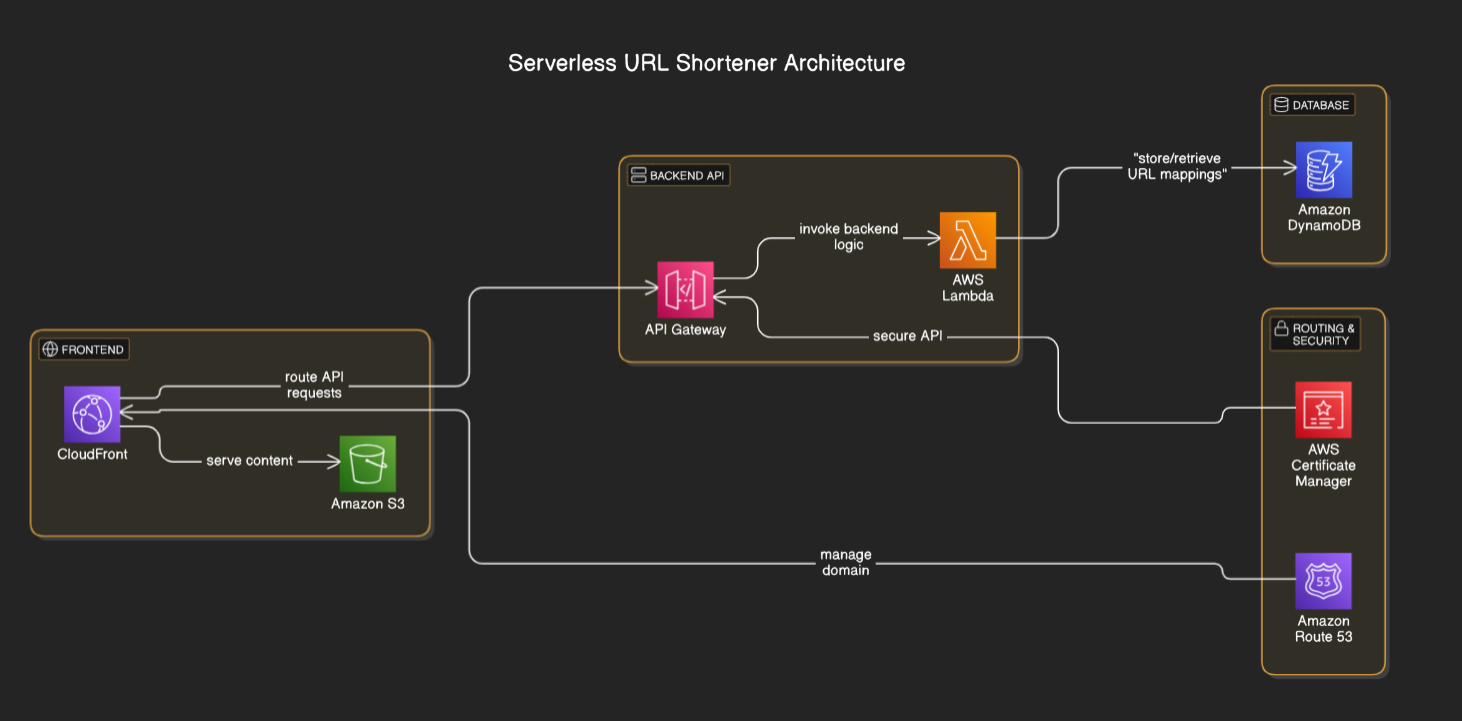 Serverless URL Shortener Architecture
DATABASE
Amazon
DynamoDB
"store/retrieve
URL mappings"
BACKEND API
invoke backend
logic
AWS
Lambda
API Gateway
secure API
ROUTING &
SECURITY
AWS
Certificate
Manager
53
Amazon
Route 53
FRONTEND
route API
requests
CloudFront
serve content
Amazon S3
manage
domain